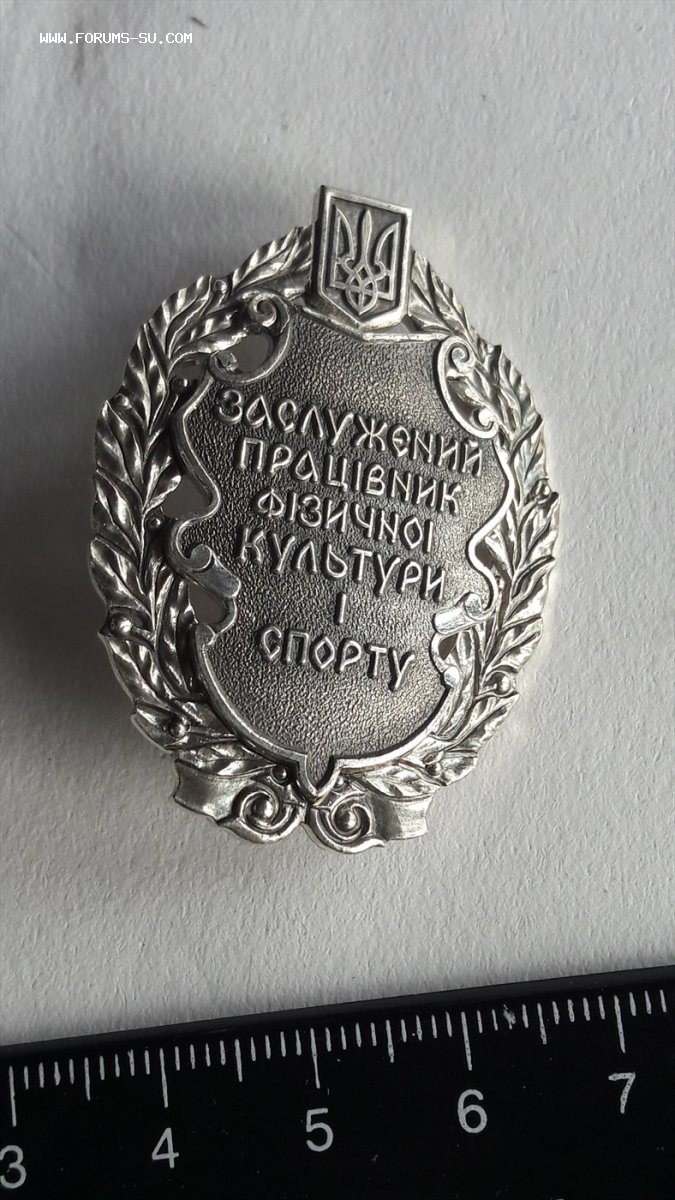 WWW.FORUMS-SU.COM
ЗАСЛУЖЕНИЙ
ПРАЦІВНИК
ФІЗИЧНОЇ
КУЛЬТУРИ
І
СПОРТУ
3 4 5 6 7